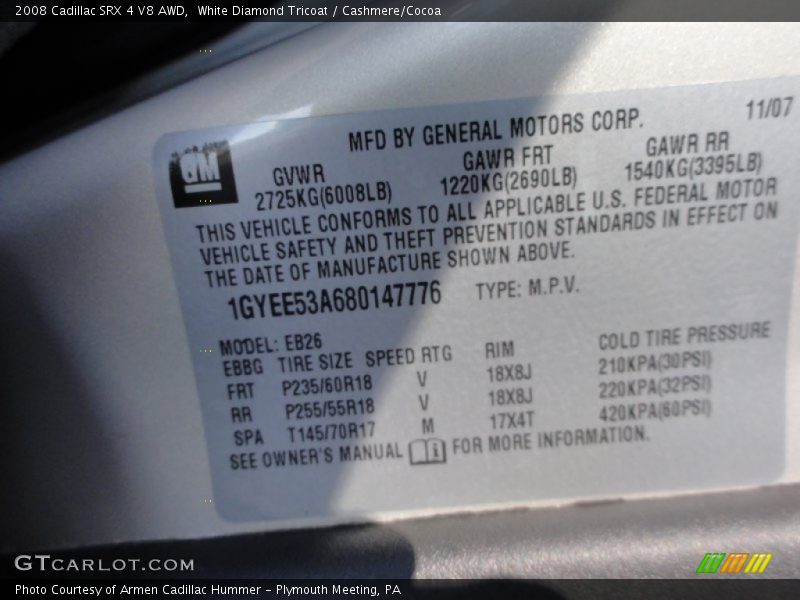 2008 Cadillac SRX 4 V8 AWD, White Diamond Tricoat / Cashmere/Cocoa
11/07
GM
MFD BY GENERAL MOTORS CORP.
GVWR GAWR FRT GAWR RR
2725KG(6008LB) 1220KG(2690LB) 1540KG(3395LB)
THIS VEHICLE CONFORMS TO ALL APPLICABLE U.S. FEDERAL MOTOR
VEHICLE SAFETY AND THEFT PREVENTION STANDARDS IN EFFECT ON
THE DATE OF MANUFACTURE SHOWN ABOVE.
1GYEE53A680147776 TYPE: M.P.V.
MODEL: EB26
EBBG TIRE SIZE SPEED RTG RIM COLD TIRE PRESSURE
FRT P235/60R18 V 18X8J 210KPA(30PSI)
RR P255/55R18 V 18X8J 220KPA(32PSI)
SPA T145/70R17 M 17X4T 420KPA(60PSI)
SEE OWNER'S MANUAL FOR MORE INFORMATION.
GTCARLOT.COM
Photo Courtesy of Armen Cadillac Hummer - Plymouth Meeting, PA